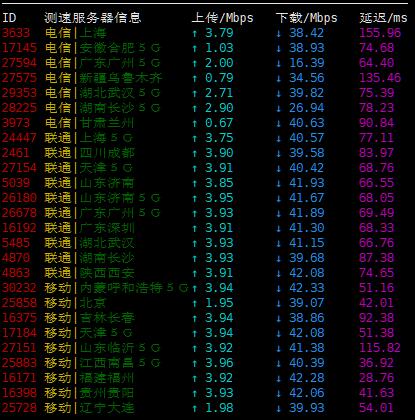 ID 测速服务器信息 上传/Mbps 下载/Mbps 延迟/ms
3633 电信|上海 ↑ 3.79 ↓ 38.42 155.96
17145 电信|安徽合肥５Ｇ ↑ 1.03 ↓ 38.93 74.68
27594 电信|广东广州５Ｇ ↑ 2.00 ↓ 16.39 64.40
27575 电信|新疆乌鲁木齐 ↑ 0.79 ↓ 34.56 135.46
29353 电信|湖北武汉５Ｇ ↑ 3.71 ↓ 39.82 75.39
28225 电信|湖南长沙５Ｇ ↑ 2.90 ↓ 26.94 78.23
3973 电信|甘肃兰州 ↑ 0.67 ↓ 40.63 90.84
24447 联通|上海５Ｇ ↑ 3.75 ↓ 40.57 77.11
2461 联通|四川成都 ↑ 3.90 ↓ 39.58 83.97
27154 联通|天津５Ｇ ↑ 3.91 ↓ 40.42 68.76
5039 联通|山东济南 ↑ 3.85 ↓ 41.93 66.55
26180 联通|山东济南５Ｇ ↑ 3.95 ↓ 41.67 68.05
26678 联通|广东广州５Ｇ ↑ 3.93 ↓ 41.89 69.49
16192 联通|广东深圳 ↑ 3.91 ↓ 41.30 68.33
5485 联通|湖北武汉 ↑ 3.93 ↓ 41.15 66.76
4870 联通|湖南长沙 ↑ 3.93 ↓ 39.68 87.38
4863 联通|陕西西安 ↑ 3.91 ↓ 42.08 74.65
30232 移动|内蒙呼和浩特５Ｇ↑ 3.94 ↓ 42.33 51.16
25858 移动|北京 ↑ 1.95 ↓ 39.07 42.01
16375 移动|吉林长春 ↑ 3.94 ↓ 38.86 92.38
17184 移动|天津５Ｇ ↑ 3.94 ↓ 42.08 51.38
27151 移动|山东临沂５Ｇ ↑ 3.92 ↓ 41.38 115.82
25883 移动|江西南昌５Ｇ ↑ 3.96 ↓ 40.39 36.92
16171 移动|福建福州 ↑ 3.92 ↓ 42.28 28.76
16398 移动|贵州贵阳 ↑ 3.93 ↓ 42.06 41.63
25728 移动|辽宁大连 ↑ 1.98 ↓ 39.93 54.01